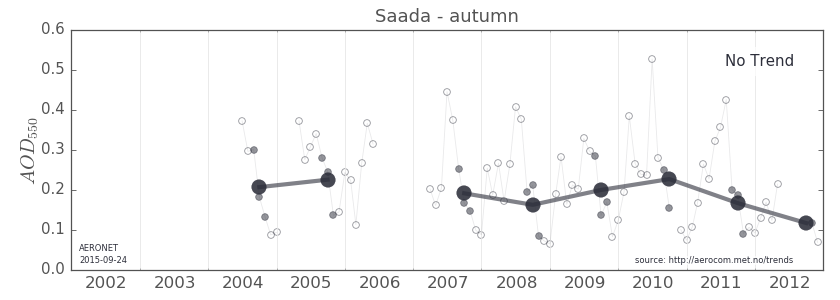 Saada - autumn
0.6
0.5
0.4
0.3
0.2
0.1
0.0
AOD550
No Trend
AERONET
2015-09-24
source: http://aerocom.met.no/trends
2002 2003 2004 2005 2006 2007 2008 2009 2010 2011 2012